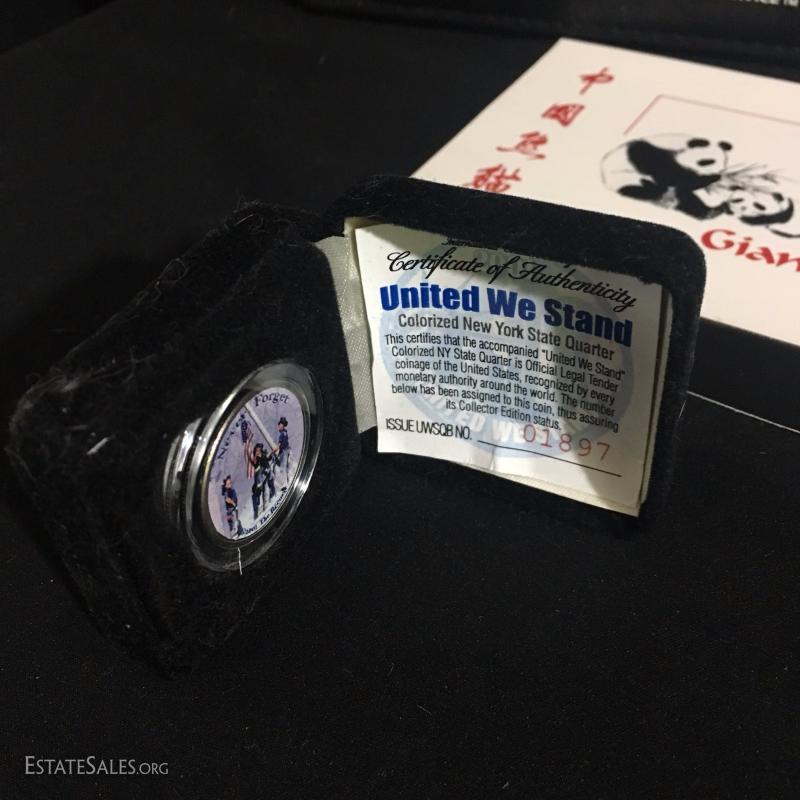 中
国
熊
猫
Gian
Certificate of Authenticity
United We Stand
Colorized New York State Quarter
This certifies that the accompanied "United We Stand"
Colorized NY State Quarter is Official Legal Tender
coinage of the United States, recognized by every
monetary authority around the world. The number
below has been assigned to this coin, thus assuring
its Collector Edition status.
ISSUE UWSQB NO. 01897
Never Forget
ESTATESALES.ORG